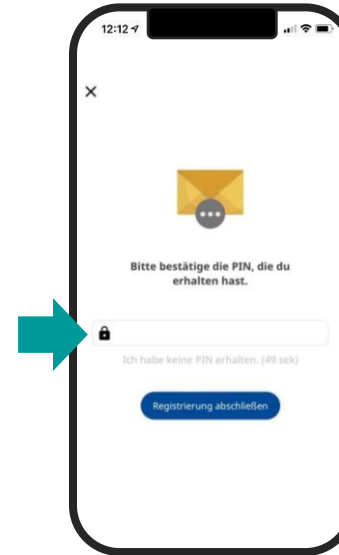 12:12
Bitte bestätige die PIN, die du
erhalten hast.
Ich habe keine PIN erhalten. (49 sek)
Registrierung abschließen